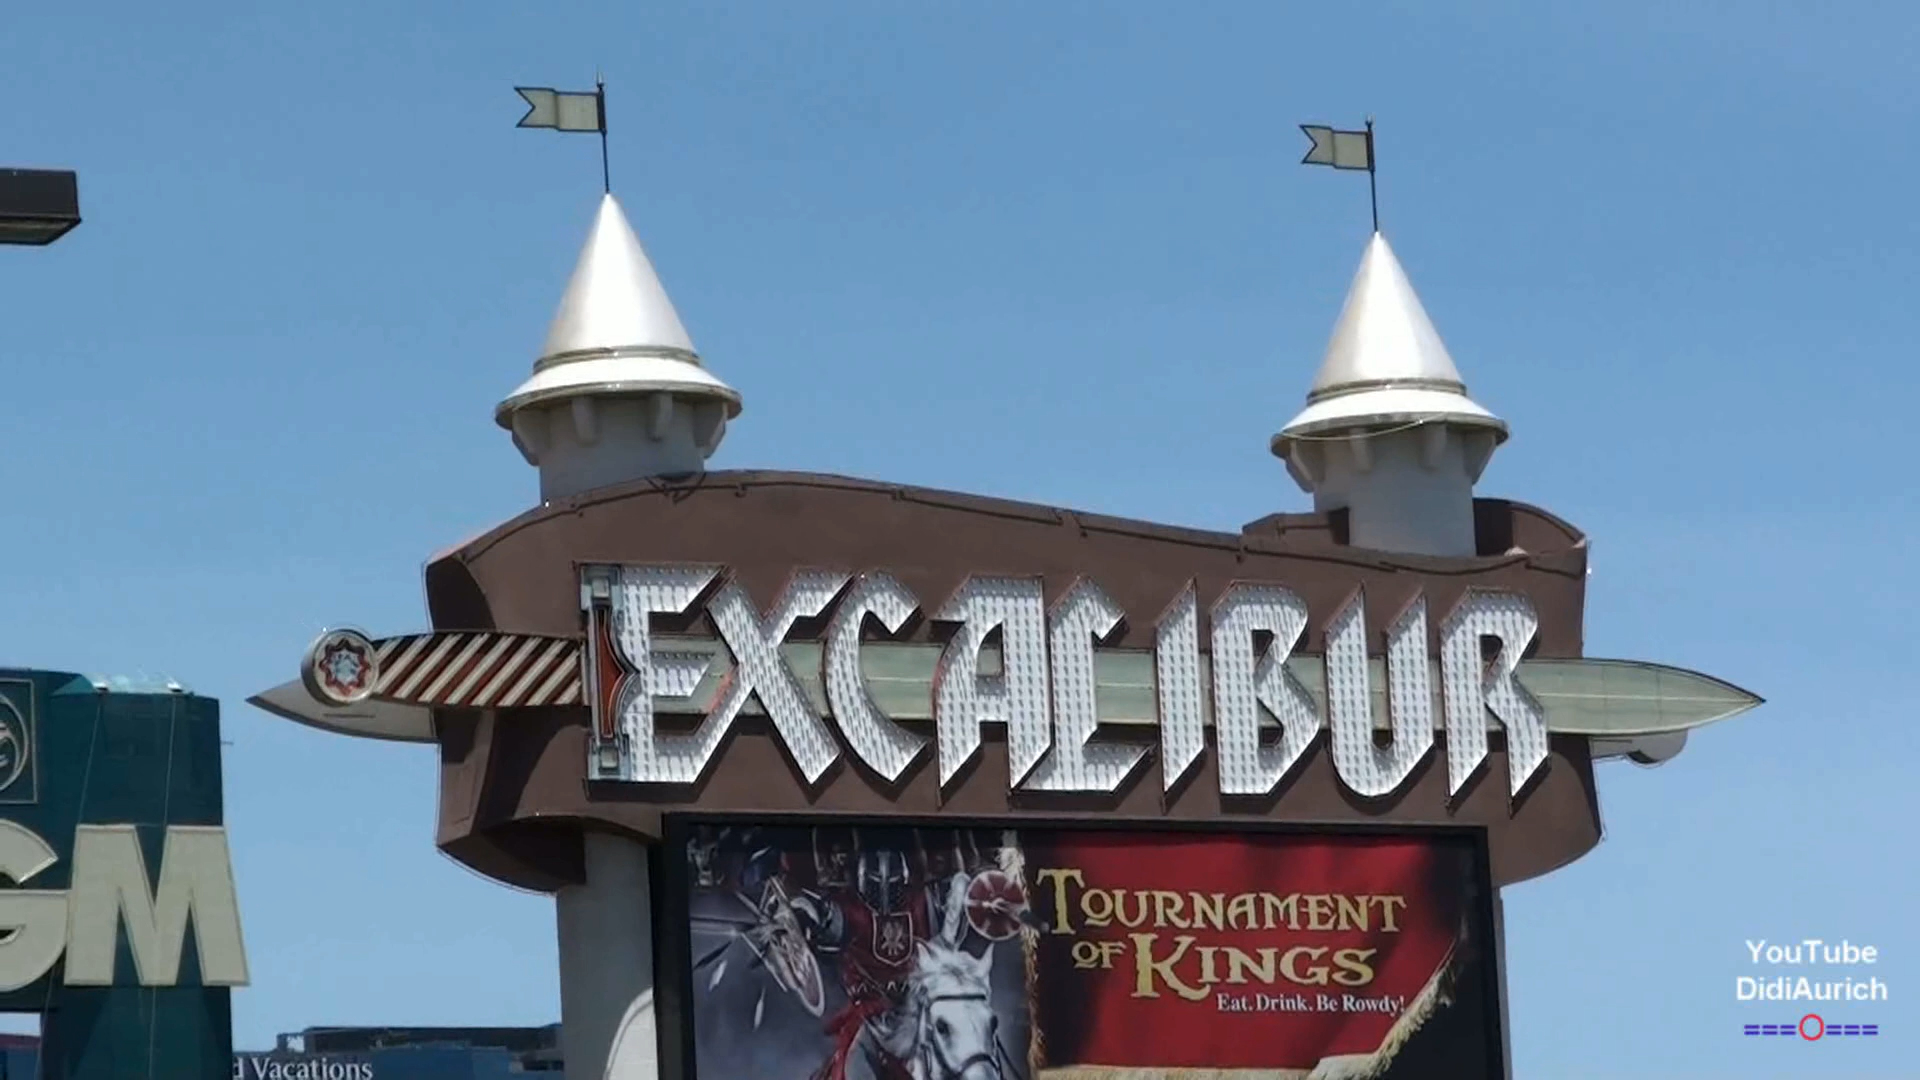 EXCALIBUR
TOURNAMENT
OF KINGS
Eat. Drink. Be Rowdy!
GM
d Vacations
YouTube
DidiAurich
===O===